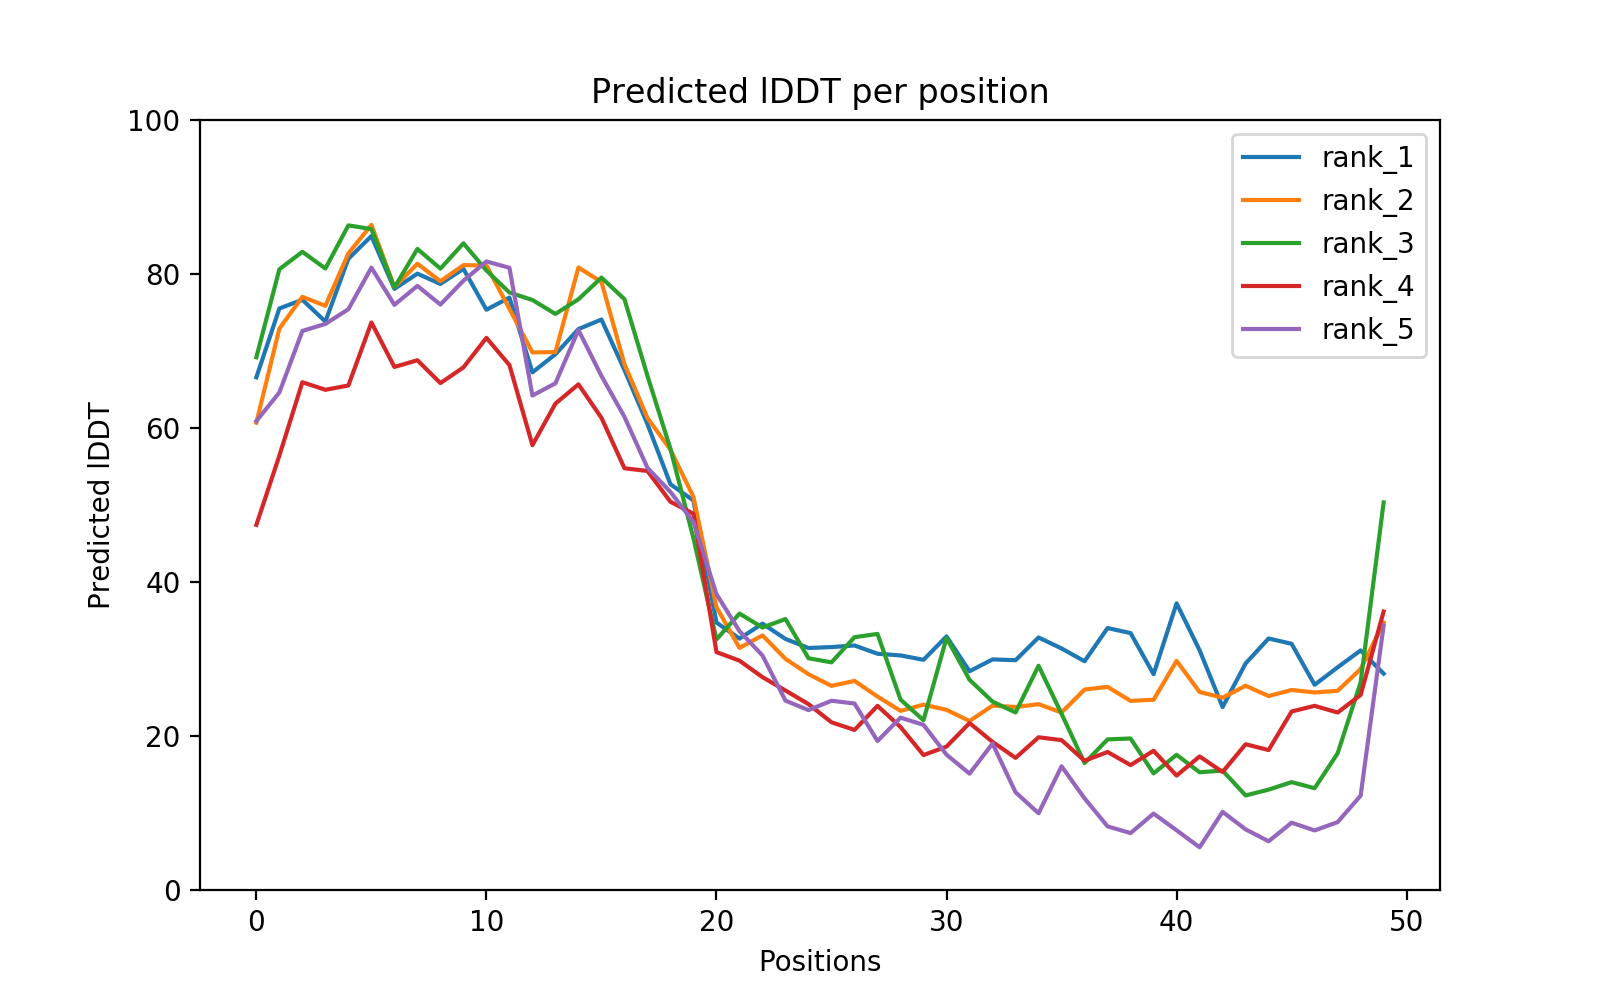 Predicted lDDT per position
100
80
60
40
20
0
Predicted lDDT
0 10 20 30 40 50
Positions
rank_1
rank_2
rank_3
rank_4
rank_5